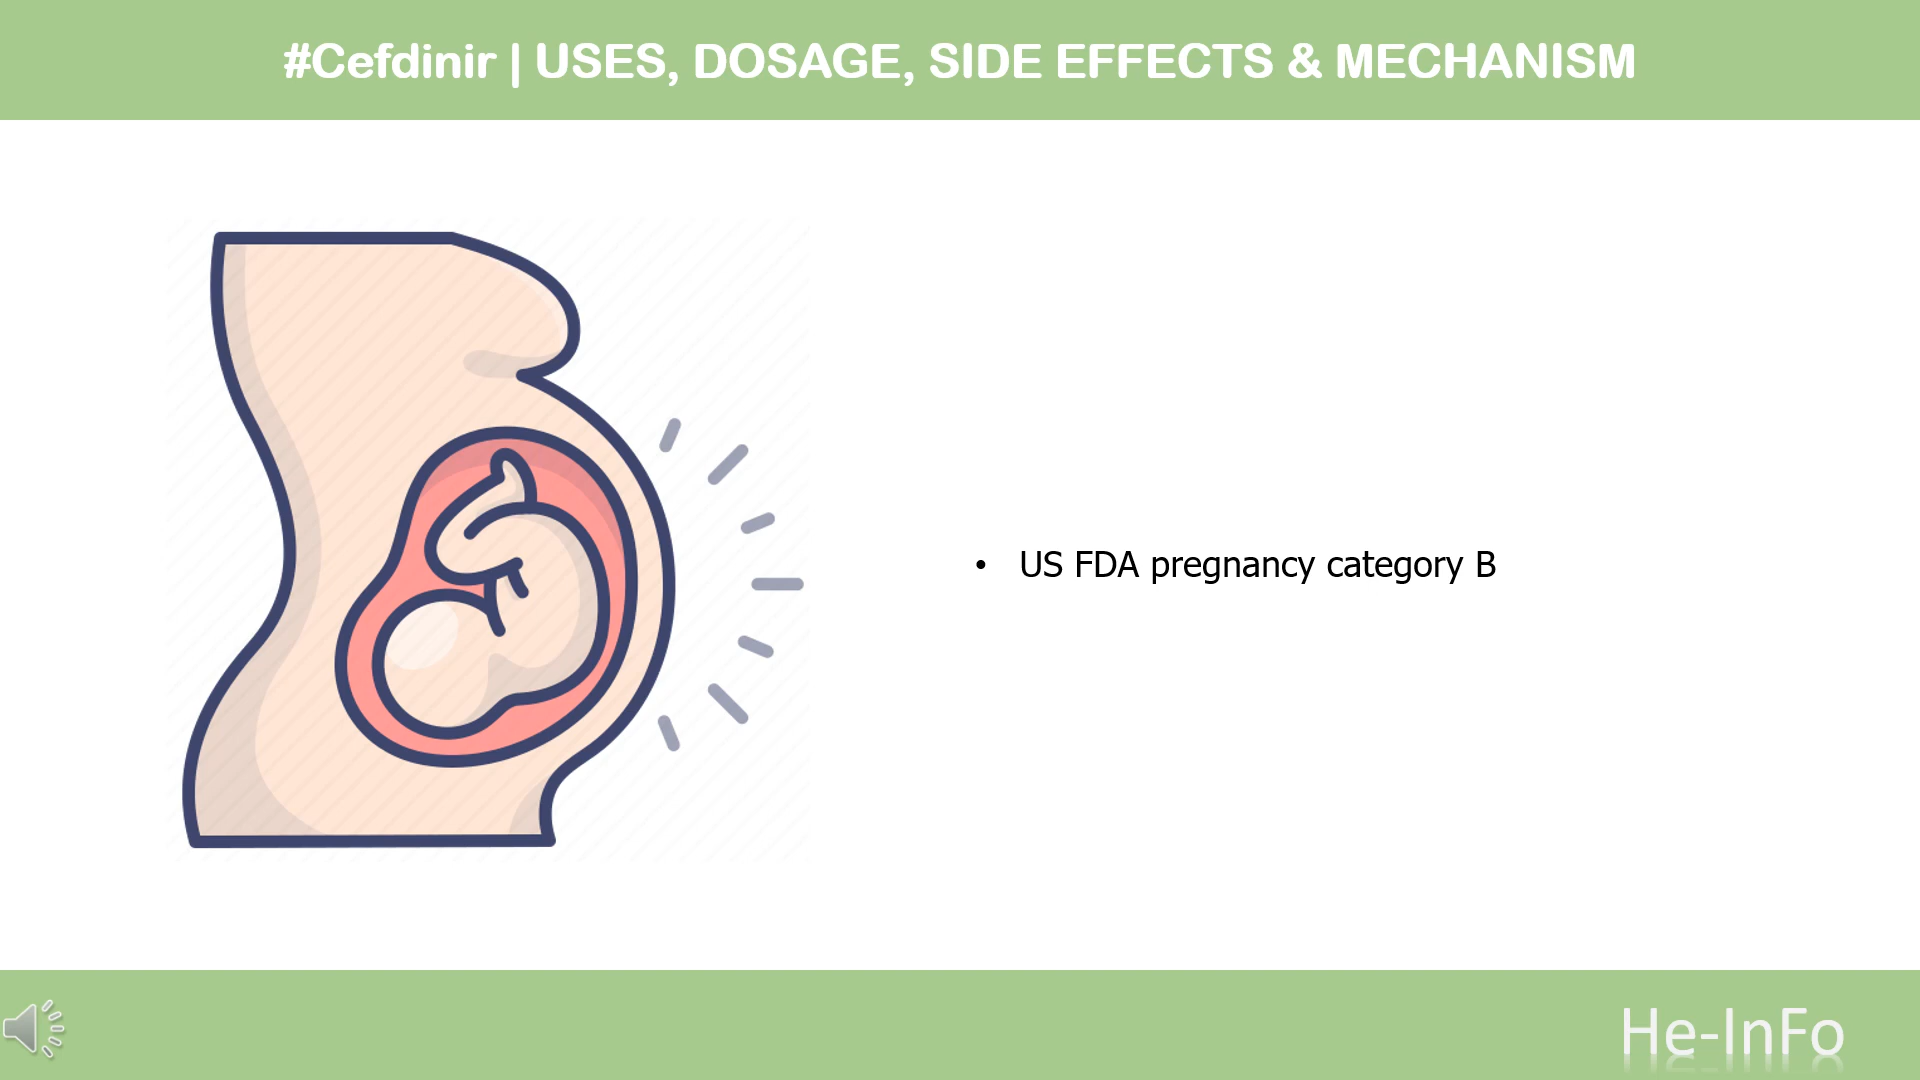 #Cefdinir | USES, DOSAGE, SIDE EFFECTS & MECHANISM
• US FDA pregnancy category B
He-InFo